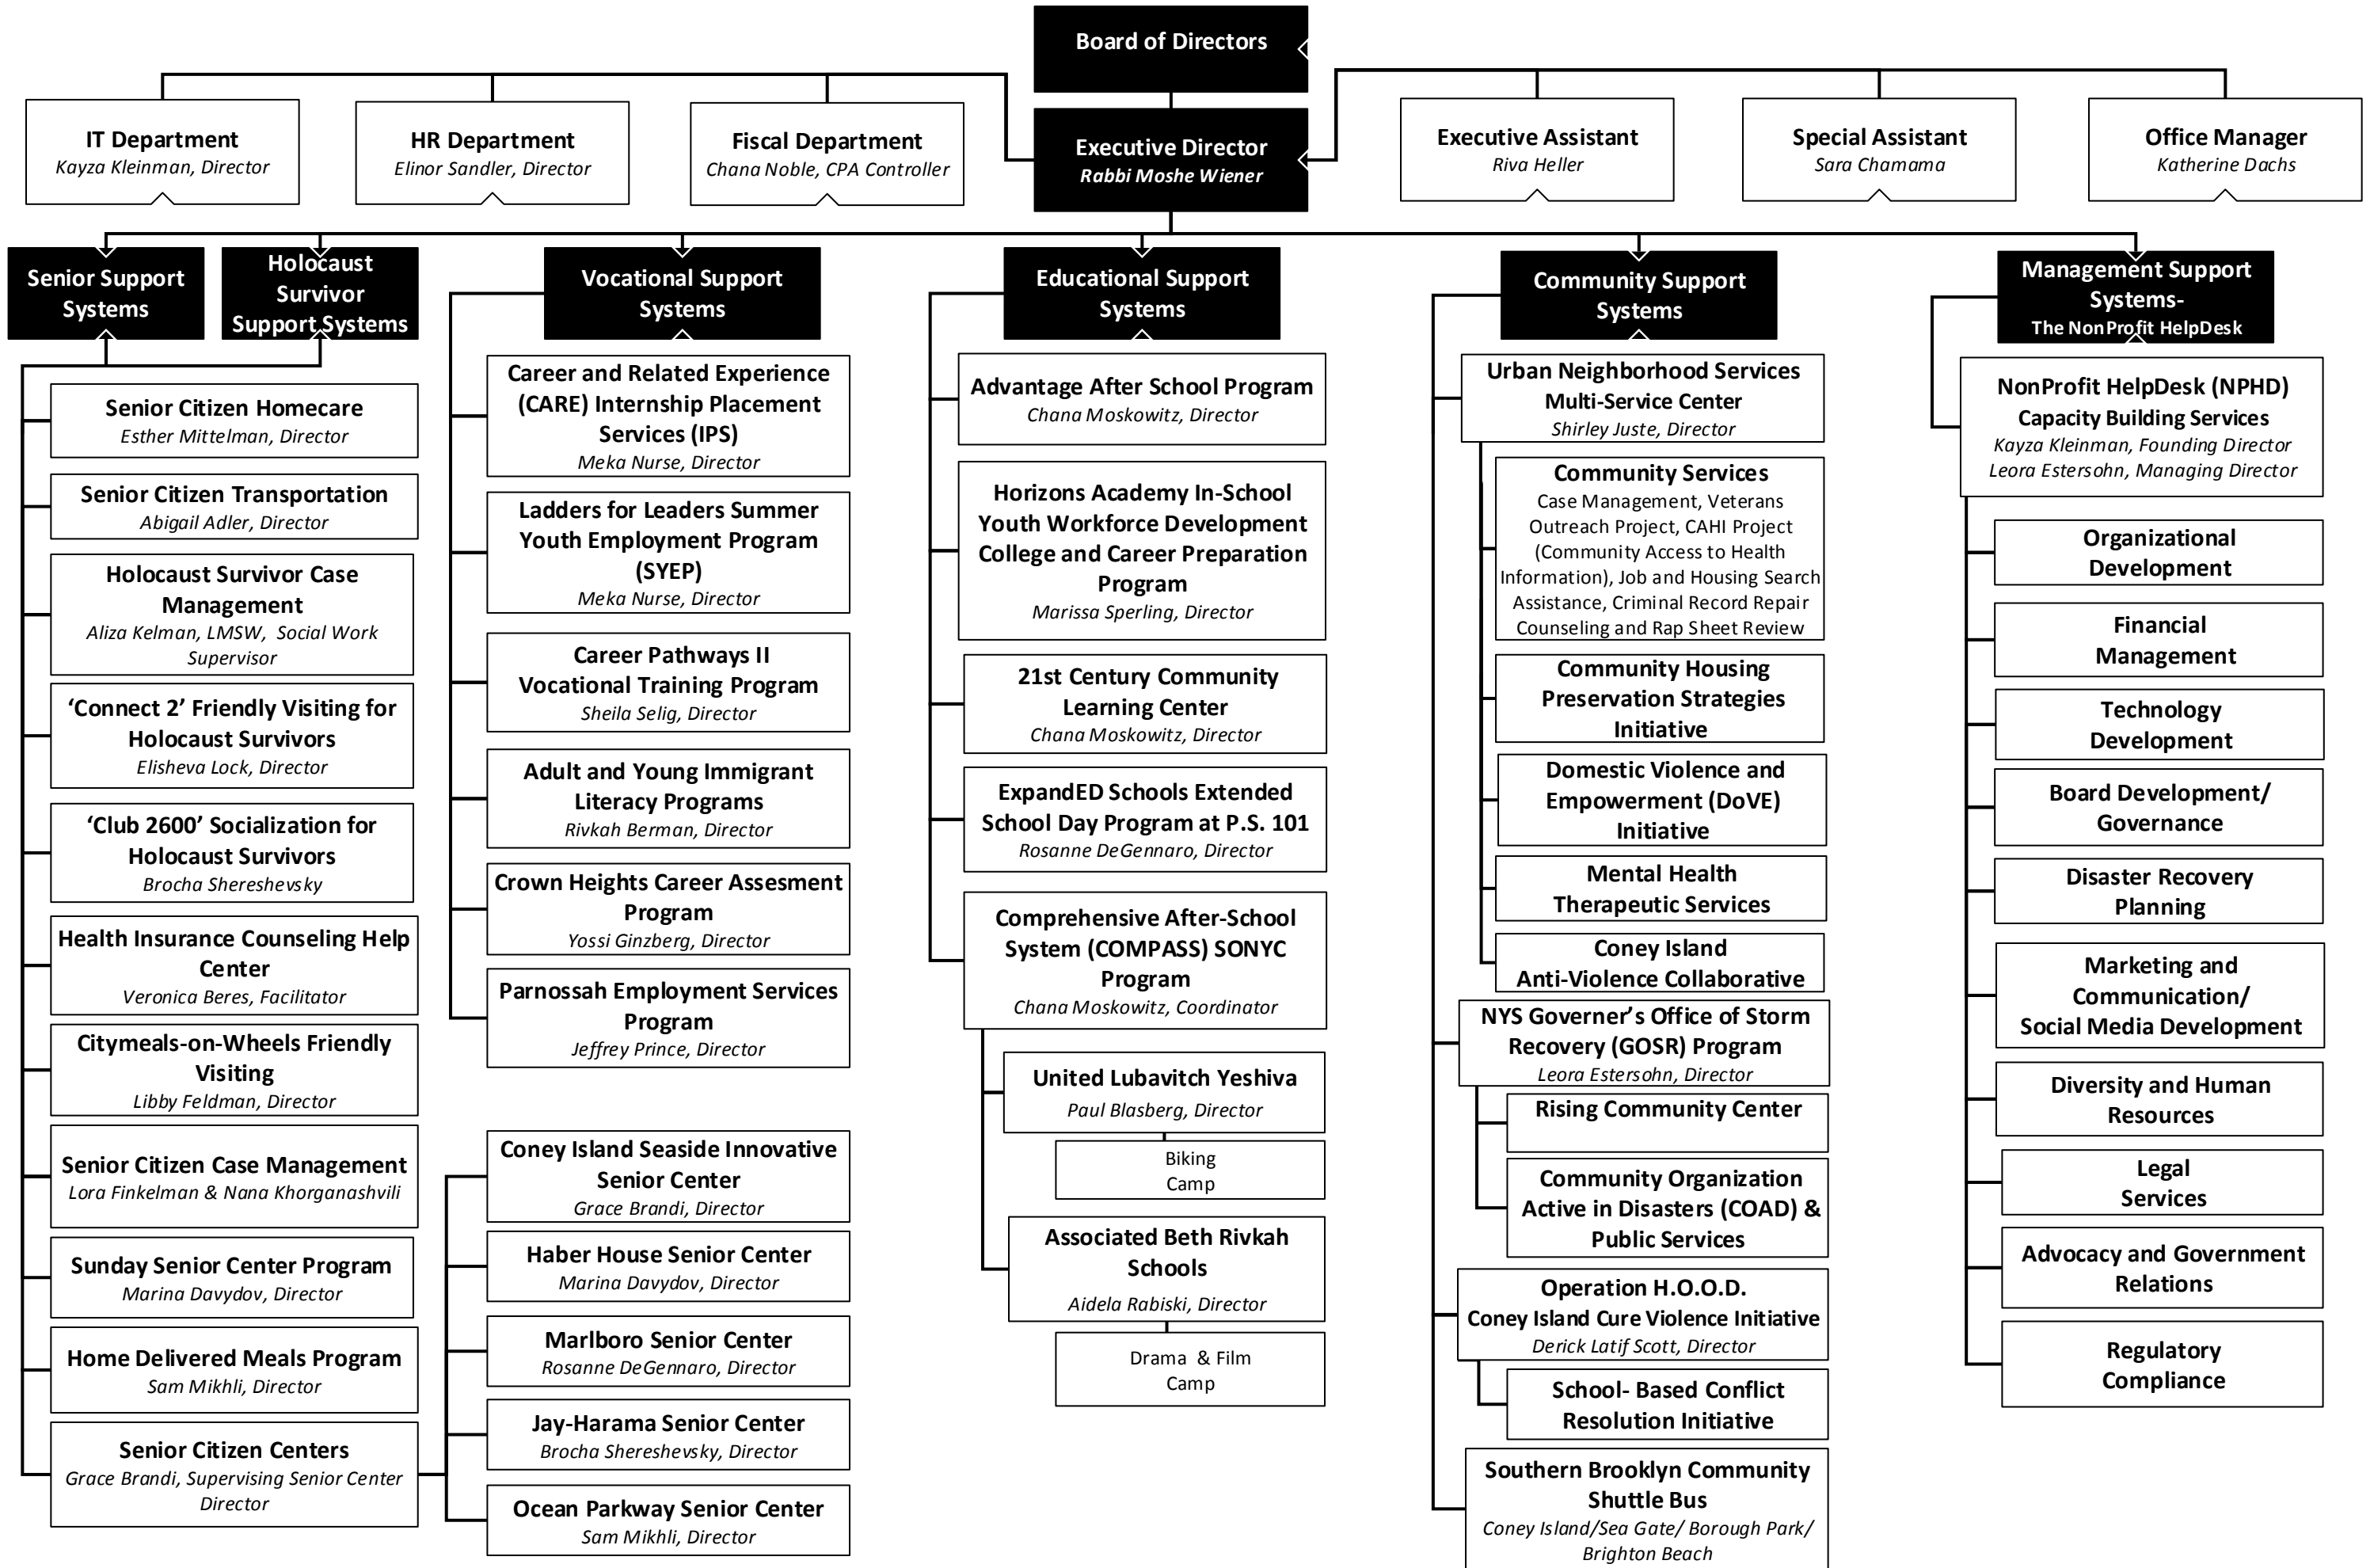 Board of Directors
IT Department
Kayza Kleinman, Director
HR Department
Elinor Sandler, Director
Fiscal Department
Chana Noble, CPA Controller
Executive Director
Rabbi Moshe Wiener
Executive Assistant
Riva Heller
Special Assistant
Sara Chamama
Office Manager
Katherine Dachs
Senior Support
Systems
Holocaust
Survivor
Support Systems
Vocational Support
Systems
Educational Support
Systems
Community Support
Systems
Management Support
Systems-
The NonProfit HelpDesk
Senior Citizen Homecare
Esther Mittelman, Director
Senior Citizen Transportation
Abigail Adler, Director
Holocaust Survivor Case
Management
Aliza Kelman, LMSW, Social Work
Supervisor
‘Connect 2’ Friendly Visiting for
Holocaust Survivors
Elisheva Lock, Director
‘Club 2600’ Socialization for
Holocaust Survivors
Brocha Shereshevsky
Health Insurance Counseling Help
Center
Veronica Beres, Facilitator
Citymeals-on-Wheels Friendly
Visiting
Libby Feldman, Director
Senior Citizen Case Management
Lora Finkelman & Nana Khorganashvili
Sunday Senior Center Program
Marina Davydov, Director
Home Delivered Meals Program
Sam Mikhli, Director
Senior Citizen Centers
Grace Brandi, Supervising Senior Center
Director
Career and Related Experience
(CARE) Internship Placement
Services (IPS)
Meka Nurse, Director
Ladders for Leaders Summer
Youth Employment Program
(SYEP)
Meka Nurse, Director
Career Pathways II
Vocational Training Program
Sheila Selig, Director
Adult and Young Immigrant
Literacy Programs
Rivkah Berman, Director
Crown Heights Career Assesment
Program
Yossi Ginzberg, Director
Parnossah Employment Services
Program
Jeffrey Prince, Director
Coney Island Seaside Innovative
Senior Center
Grace Brandi, Director
Haber House Senior Center
Marina Davydov, Director
Marlboro Senior Center
Rosanne DeGennaro, Director
Jay-Harama Senior Center
Brocha Shereshevsky, Director
Ocean Parkway Senior Center
Sam Mikhli, Director
Advantage After School Program
Chana Moskowitz, Director
Horizons Academy In-School
Youth Workforce Development
College and Career Preparation
Program
Marissa Sperling, Director
21st Century Community
Learning Center
Chana Moskowitz, Director
ExpandED Schools Extended
School Day Program at P.S. 101
Rosanne DeGennaro, Director
Comprehensive After-School
System (COMPASS) SONYC
Program
Chana Moskowitz, Coordinator
United Lubavitch Yeshiva
Paul Blasberg, Director
Biking
Camp
Associated Beth Rivkah
Schools
Aidela Rabiski, Director
Drama & Film
Camp
Urban Neighborhood Services
Multi-Service Center
Shirley Juste, Director
Community Services
Case Management, Veterans
Outreach Project, CAHI Project
(Community Access to Health
Information), Job and Housing Search
Assistance, Criminal Record Repair
Counseling and Rap Sheet Review
Community Housing
Preservation Strategies
Initiative
Domestic Violence and
Empowerment (DoVE)
Initiative
Mental Health
Therapeutic Services
Coney Island
Anti-Violence Collaborative
NYS Governer’s Office of Storm
Recovery (GOSR) Program
Leora Estersohn, Director
Rising Community Center
Community Organization
Active in Disasters (COAD) &
Public Services
Operation H.O.O.D.
Coney Island Cure Violence Initiative
Derick Latif Scott, Director
School- Based Conflict
Resolution Initiative
Southern Brooklyn Community
Shuttle Bus
Coney Island/Sea Gate/ Borough Park/
Brighton Beach
NonProfit HelpDesk (NPHD)
Capacity Building Services
Kayza Kleinman, Founding Director
Leora Estersohn, Managing Director
Organizational
Development
Financial
Management
Technology
Development
Board Development/
Governance
Disaster Recovery
Planning
Marketing and
Communication/
Social Media Development
Diversity and Human
Resources
Legal
Services
Advocacy and Government
Relations
Regulatory
Compliance